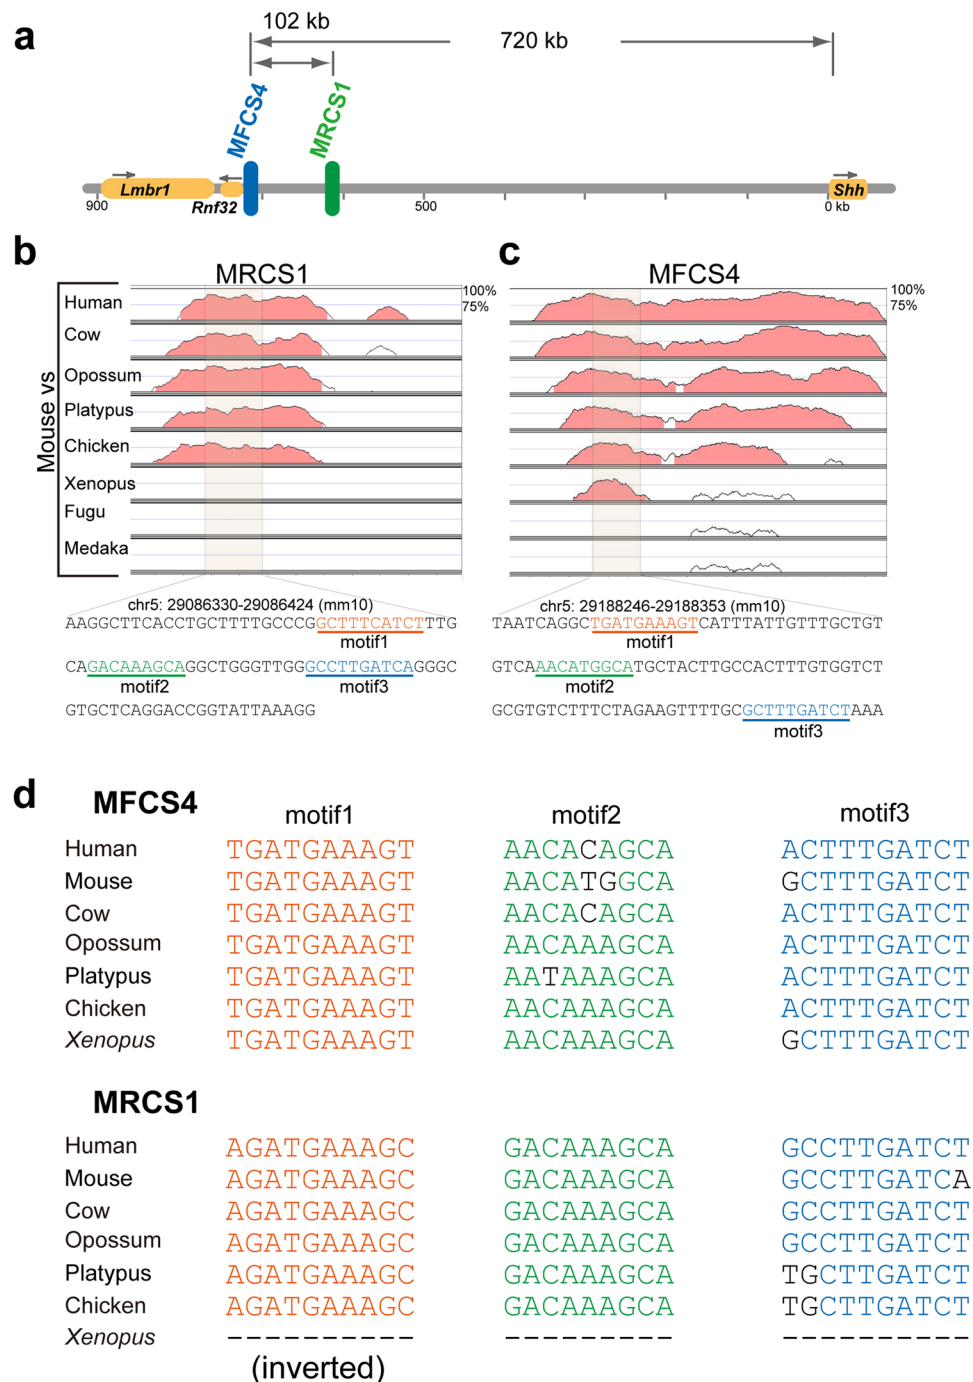 a
102 kb
720 kb
MFCS4
MRCS1
Lmbr1
Rnf32
Shh
900
500
0 kb
b
MRCS1
Mouse vs
Human
Cow
Opossum
Platypus
Chicken
Xenopus
Fugu
Medaka
100%
75%
chr5: 29086330-29086424 (mm10)
AAGGCTTCACCTGCTTTTGCCCGGCTTTCATCTTTG
motif1
CAGACAAAGCAGGCTGGGTTGGGCCTTGATCAGGGC
motif2 motif3
GTGCTCAGGACCGGTATTAAAGG
c
MFCS4
100%
75%
chr5: 29188246-29188353 (mm10)
TAATCAGGCTGATGAAAGTCATTTATTGTTTGCTGT
motif1
GTCAAACATGGCATGCTACTTGCCACTTTGTGGTCT
motif2
GCGTGTCTTTCTAGAAGTTTTGCGCTTTGATCTAAA
motif3
d
MFCS4
motif1 motif2 motif3
Human TGATGAAAGT AACACAGCA ACTTTGATCT
Mouse TGATGAAAGT AACATGGCA GCTTTGATCT
Cow TGATGAAAGT AACACAGCA ACTTTGATCT
Opossum TGATGAAAGT AACAAAGCA ACTTTGATCT
Platypus TGATGAAAGT AATAAAGCA ACTTTGATCT
Chicken TGATGAAAGT AACAAAGCA ACTTTGATCT
Xenopus TGATGAAAGT AACAAAGCA GCTTTGATCT
MRCS1
Human AGATGAAAGC GACAAAGCA GCCTTGATCT
Mouse AGATGAAAGC GACAAAGCA GCCTTGATCA
Cow AGATGAAAGC GACAAAGCA GCCTTGATCT
Opossum AGATGAAAGC GACAAAGCA GCCTTGATCT
Platypus AGATGAAAGC GACAAAGCA TGCTTGATCT
Chicken AGATGAAAGC GACAAAGCA TGCTTGATCT
Xenopus ---------- --------- ----------
(inverted)